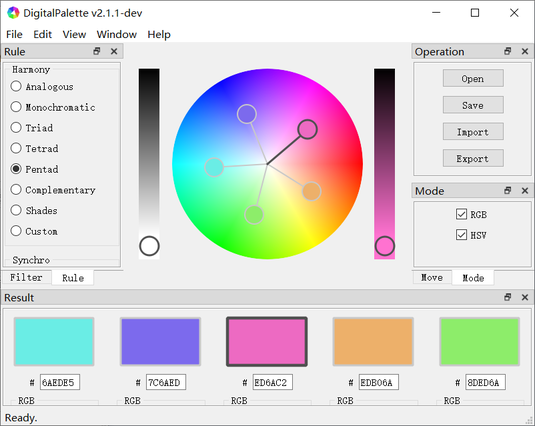 DigitalPalette v2.1.1-dev
File Edit View Window Help
Rule
Harmony
Analogous
Monochromatic
Triad
Tetrad
Pentad
Complementary
Shades
Custom
Synchro
Filter Rule
Operation
Open
Save
Import
Export
Mode
RGB
HSV
Move Mode
Result
# 6AEDE5 # 7C6AED # ED6AC2 # EDB06A # 8DED6A
RGB RGB RGB RGB RGB
Ready.